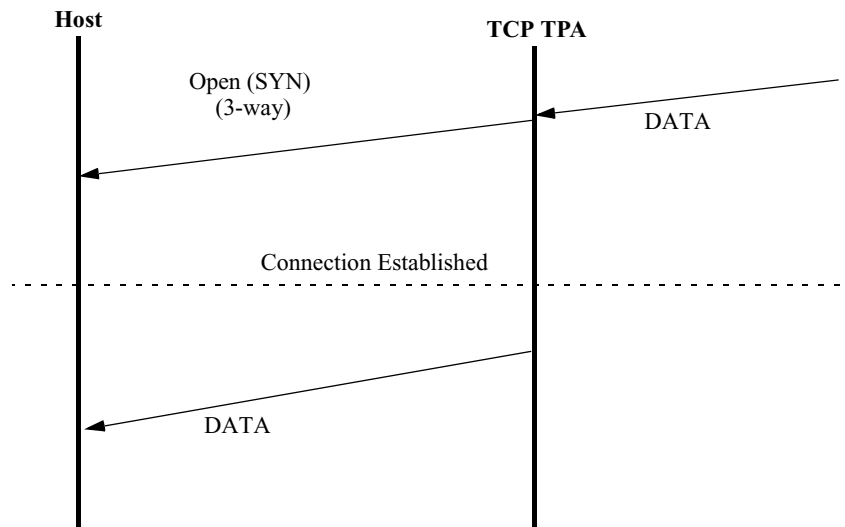 Host
TCP TPA
Open (SYN)
(3-way)
DATA
Connection Established
DATA